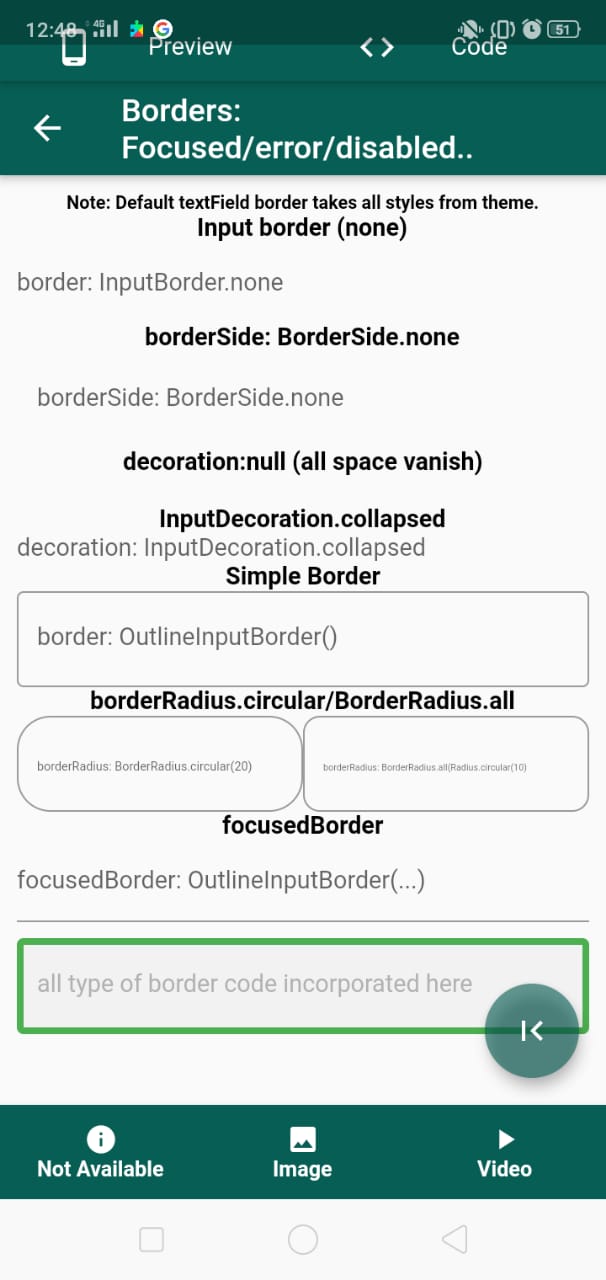 12:48 4G 51
Preview Code
Borders:
Focused/error/disabled..
Note: Default textField border takes all styles from theme.
Input border (none)
border: InputBorder.none
borderSide: BorderSide.none
borderSide: BorderSide.none
decoration:null (all space vanish)
InputDecoration.collapsed
decoration: InputDecoration.collapsed
Simple Border
border: OutlineInputBorder()
borderRadius.circular/BorderRadius.all
borderRadius: BorderRadius.circular(20) borderRadius: BorderRadius.all(Radius.circular(10)
focusedBorder
focusedBorder: OutlineInputBorder(...)
all type of border code incorporated here
Not Available Image Video